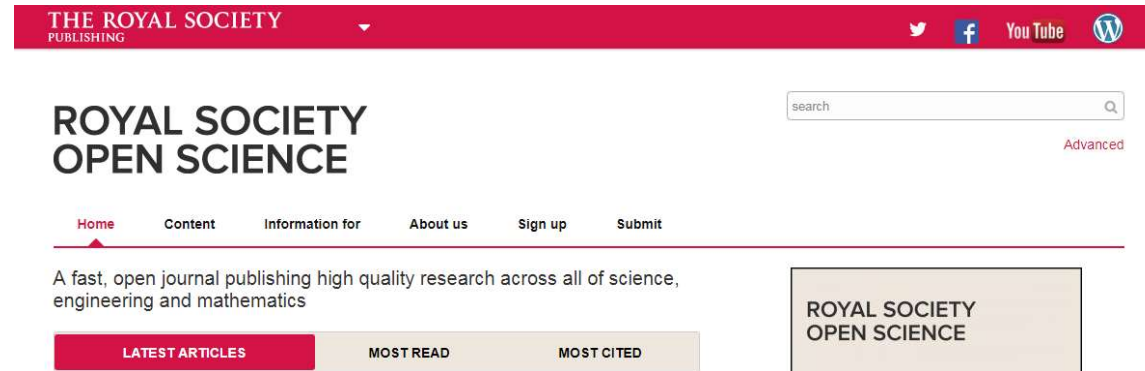 THE ROYAL SOCIETY
PUBLISHING
You Tube
search
Advanced
ROYAL SOCIETY
OPEN SCIENCE
Home Content Information for About us Sign up Submit
A fast, open journal publishing high quality research across all of science,
engineering and mathematics
LATEST ARTICLES MOST READ MOST CITED
ROYAL SOCIETY
OPEN SCIENCE